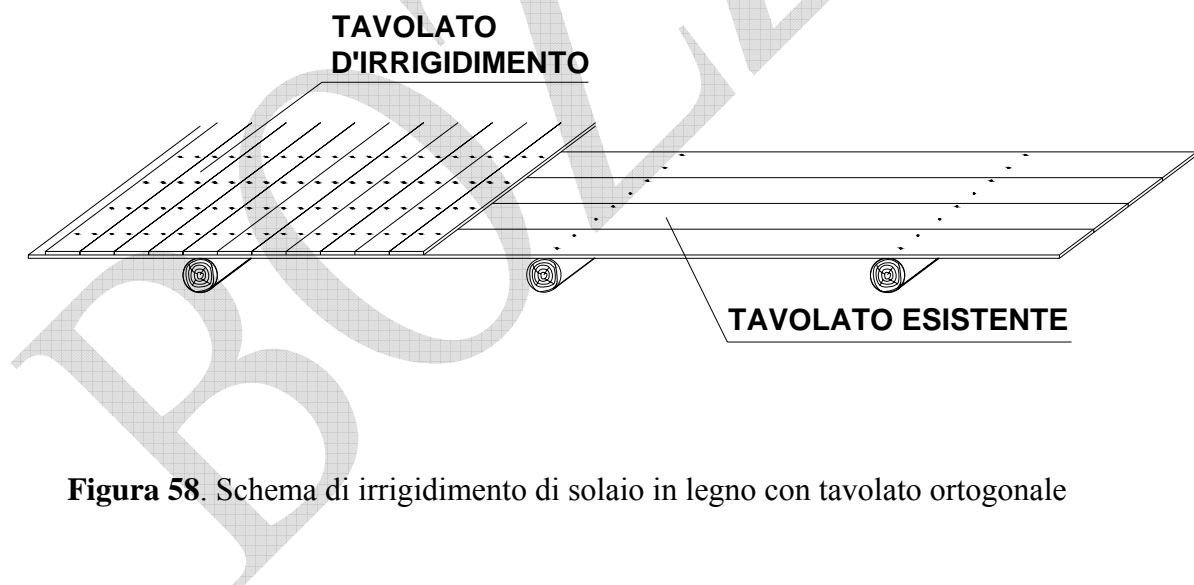 TAVOLATO
D'IRRIGIDIMENTO
TAVOLATO ESISTENTE
Figura 58. Schema di irrigidimento di solaio in legno con tavolato ortogonale